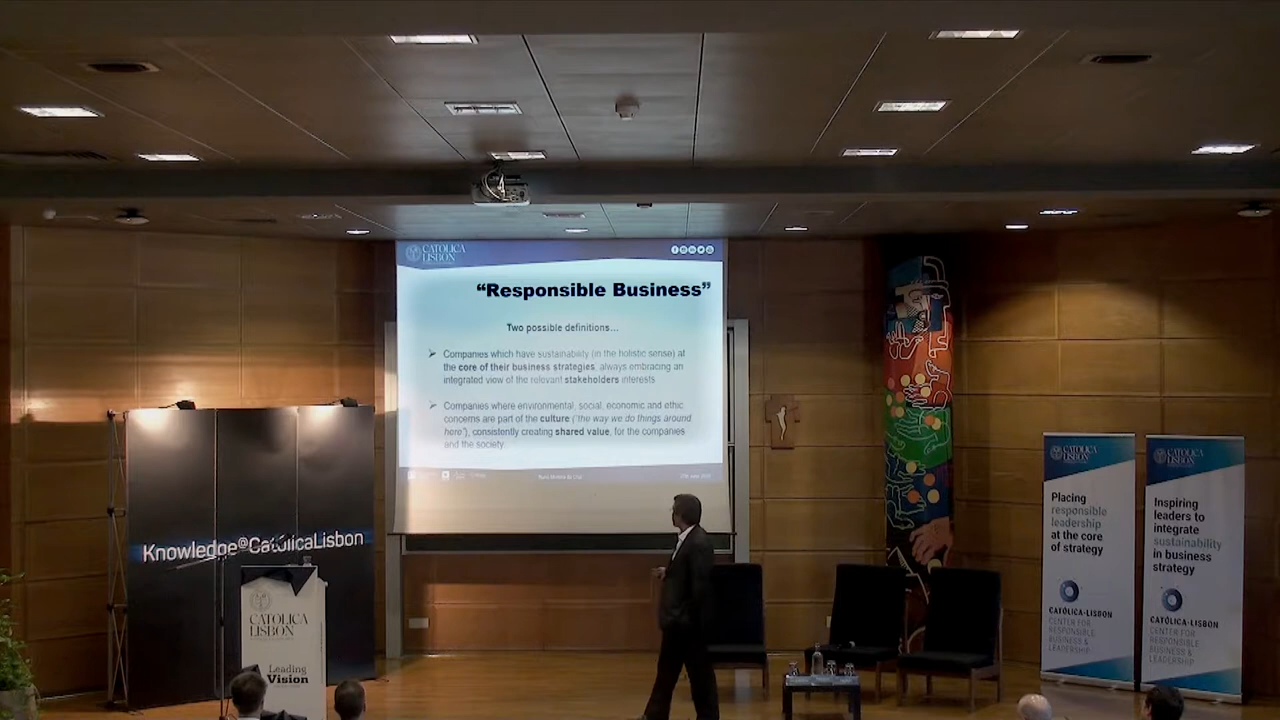 CATÓLICA
LISBON
“Responsible Business”
Two possible definitions...
Companies which have sustainability (in the holistic sense) at
the core of their business strategies, always embracing an
integrated view of the relevant stakeholders interests
Companies where environmental, social, economic and ethic
concerns are part of the culture (“the way we do things around
here”), consistently creating shared value, for the companies
and the society
Knowledge@CatólicaLisbon
CATÓLICA
LISBON
Leading
Vision
CATÓLICA
LISBON
Placing
responsible
leadership
at the core
of strategy
CATÓLICA-LISBON
CENTER FOR
RESPONSIBLE
BUSINESS &
LEADERSHIP
CATÓLICA
LISBON
Inspiring
leaders to
integrate
sustainability
in business
strategy
CATÓLICA-LISBON
CENTER FOR
RESPONSIBLE
BUSINESS &
LEADERSHIP